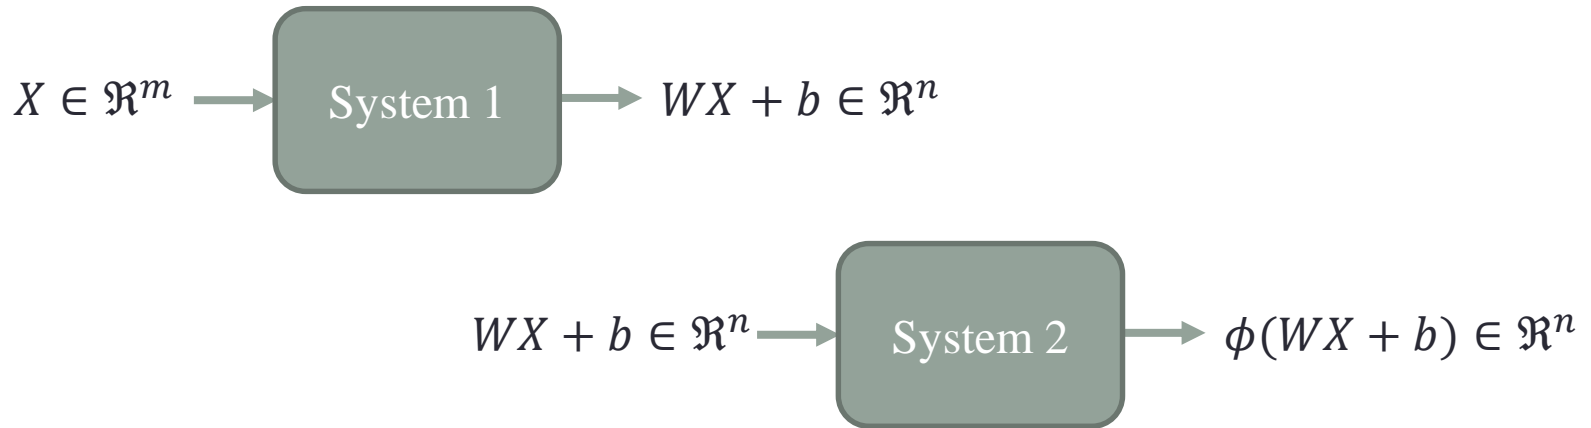 𝑋 ∈ ℜ^𝑚 System 1 𝑊𝑋 + 𝑏 ∈ ℜ^𝑛
𝑊𝑋 + 𝑏 ∈ ℜ^𝑛 System 2 𝜙(𝑊𝑋 + 𝑏) ∈ ℜ^𝑛